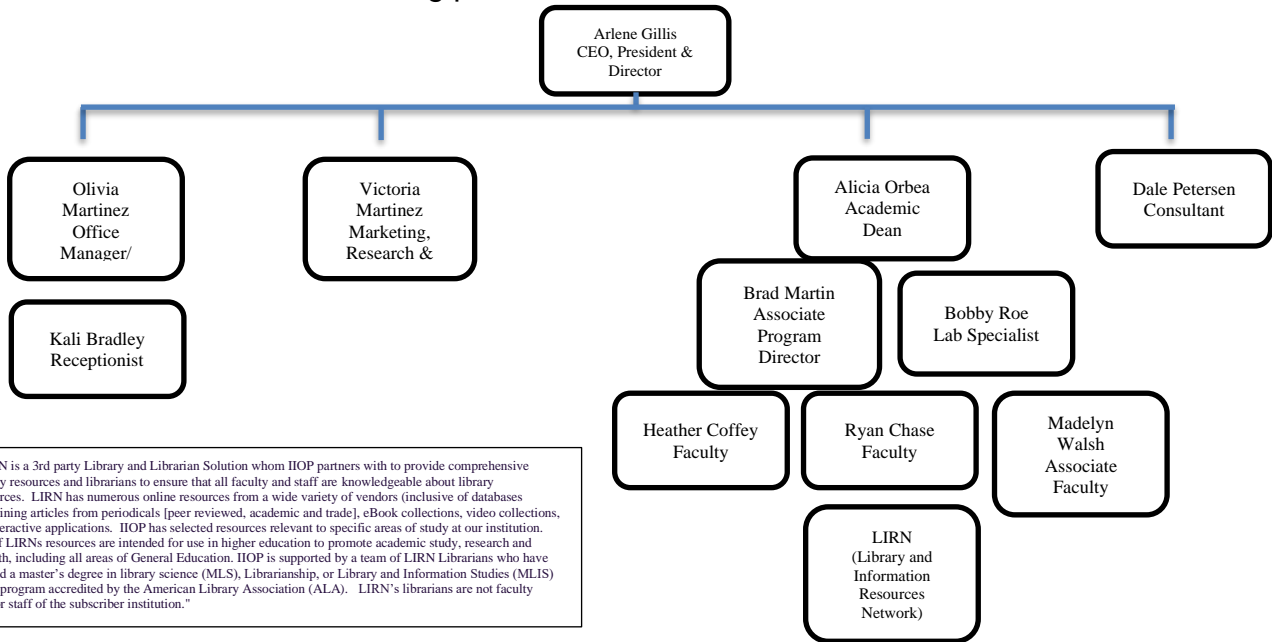 Arlene Gillis
CEO, President &
Director
Olivia
Martinez
Office
Manager/
Victoria
Martinez
Marketing,
Research &
Alicia Orbea
Academic
Dean
Dale Petersen
Consultant
Kali Bradley
Receptionist
Brad Martin
Associate
Program
Director
Bobby Roe
Lab Specialist
Heather Coffey
Faculty
Ryan Chase
Faculty
Madelyn
Walsh
Associate
Faculty
LIRN
(Library and
Information
Resources
Network)
is a 3rd party Library and Librarian Solution whom IIOP partners with to provide comprehensive
resources and librarians to ensure that all faculty and staff are knowledgeable about library
LIRN has numerous online resources from a wide variety of vendors (inclusive of databases
articles from periodicals [peer reviewed, academic and trade], eBook collections, video collections,
applications. IIOP has selected resources relevant to specific areas of study at our institution.
LIRNs resources are intended for use in higher education to promote academic study, research and
including all areas of General Education. IIOP is supported by a team of LIRN Librarians who have
a master's degree in library science (MLS), Librarianship, or Library and Information Studies (MLIS)
program accredited by the American Library Association (ALA). LIRN's librarians are not faculty
staff of the subscriber institution."